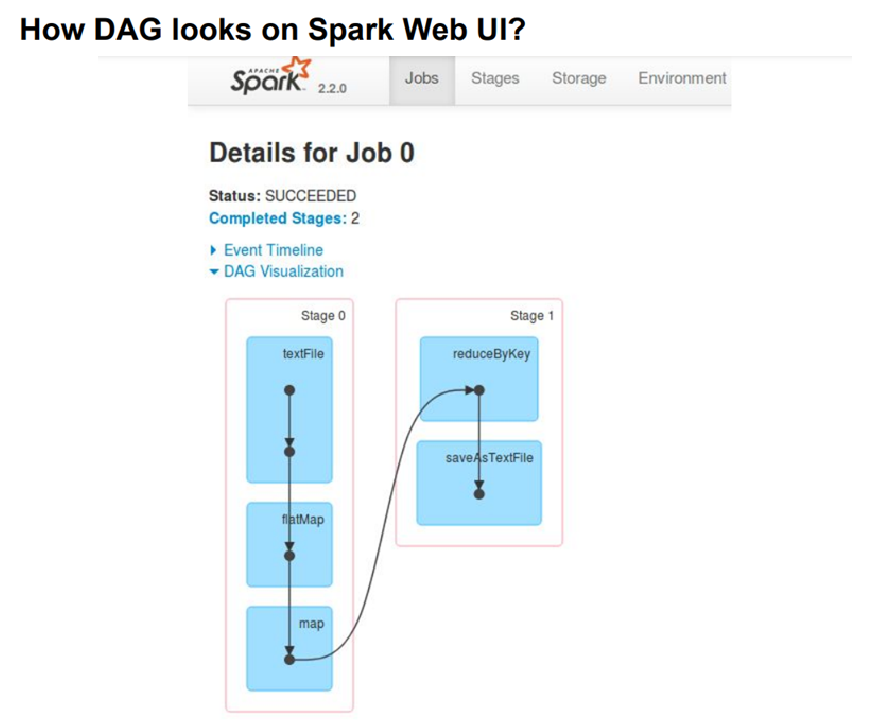 How DAG looks on Spark Web UI?
APACHE
Spark 2.2.0 Jobs Stages Storage Environment
Details for Job 0
Status: SUCCEEDED
Completed Stages: 2
Event Timeline
DAG Visualization
Stage 0
textFile
flatMap
map
Stage 1
reduceByKey
saveAsTextFile